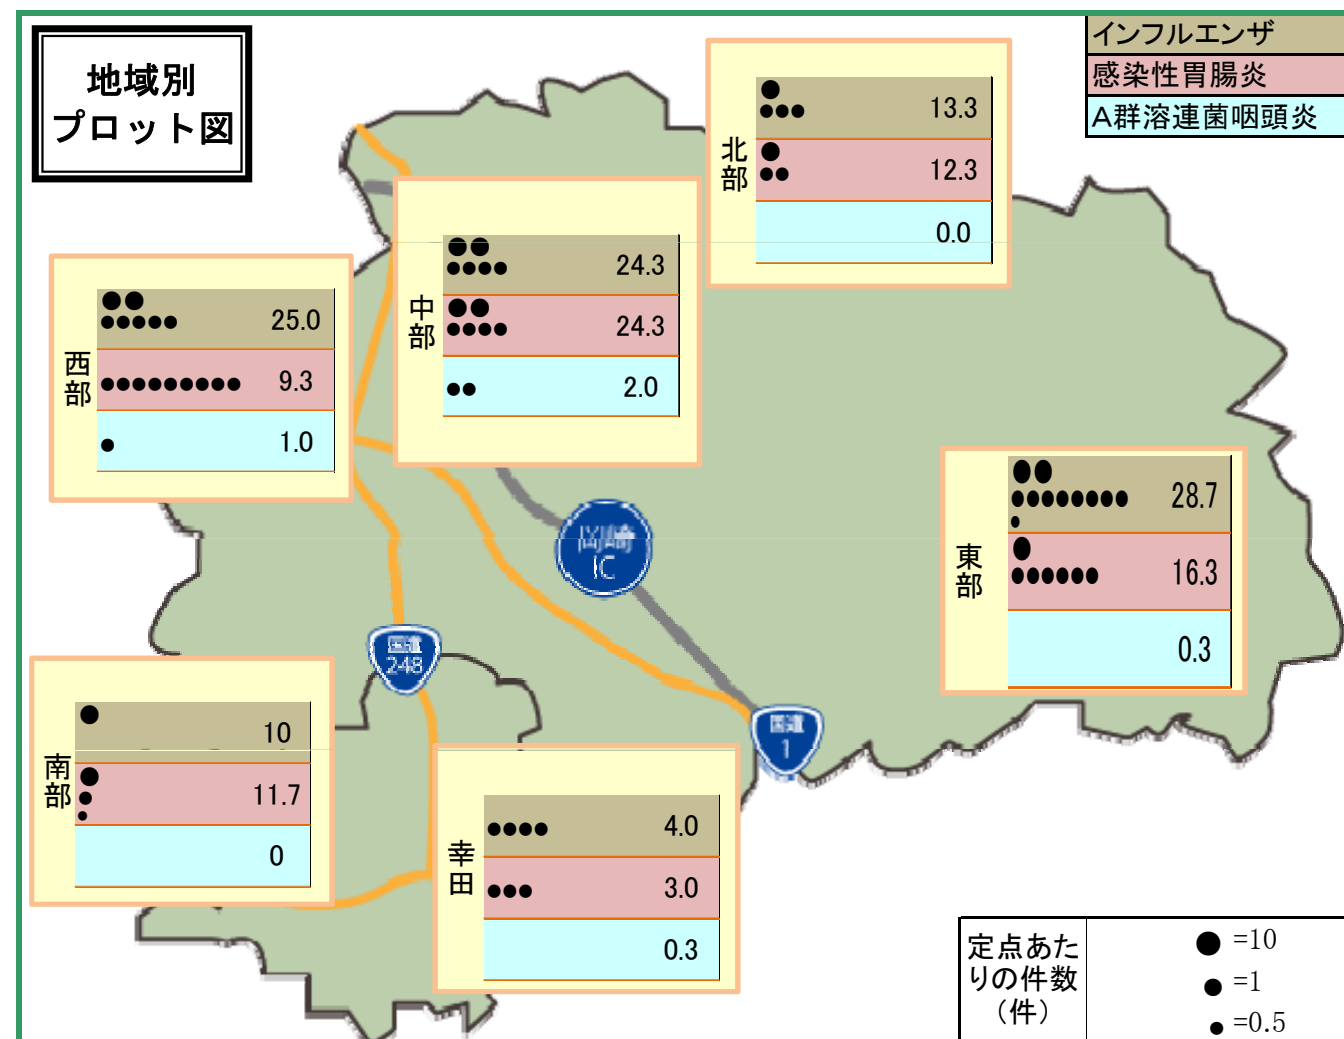 地域別
プロット図
インフルエンザ
感染性胃腸炎
A群溶連菌咽頭炎
北部
13.3
12.3
0.0
中部
24.3
24.3
2.0
西部
25.0
9.3
1.0
東部
28.7
16.3
0.3
岡崎
IC
国道
248
国道
1
南部
10
11.7
0
幸田
4.0
3.0
0.3
定点あた
りの件数
（件）
●=10
●=1
●=0.5